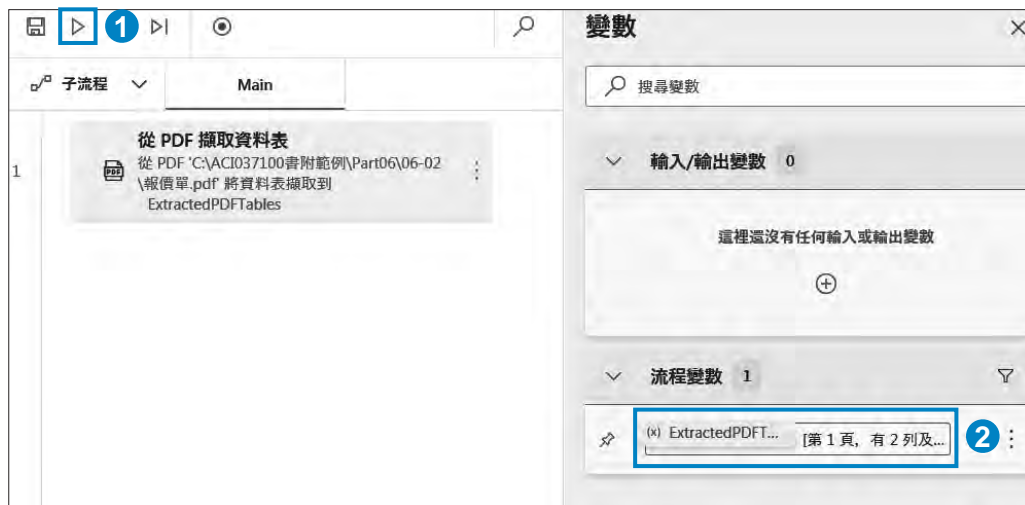 1
變數
子流程
Main
搜尋變數
1
從 PDF 擷取資料表
從 PDF 'C:\ACI037100書附範例\Part06\06-02
\報價單.pdf' 將資料表擷取到
ExtractedPDFTables
輸入/輸出變數 0
這裡還沒有任何輸入或輸出變數
流程變數 1
(x) ExtractedPDFT... [第 1 頁, 有 2 列及...
2